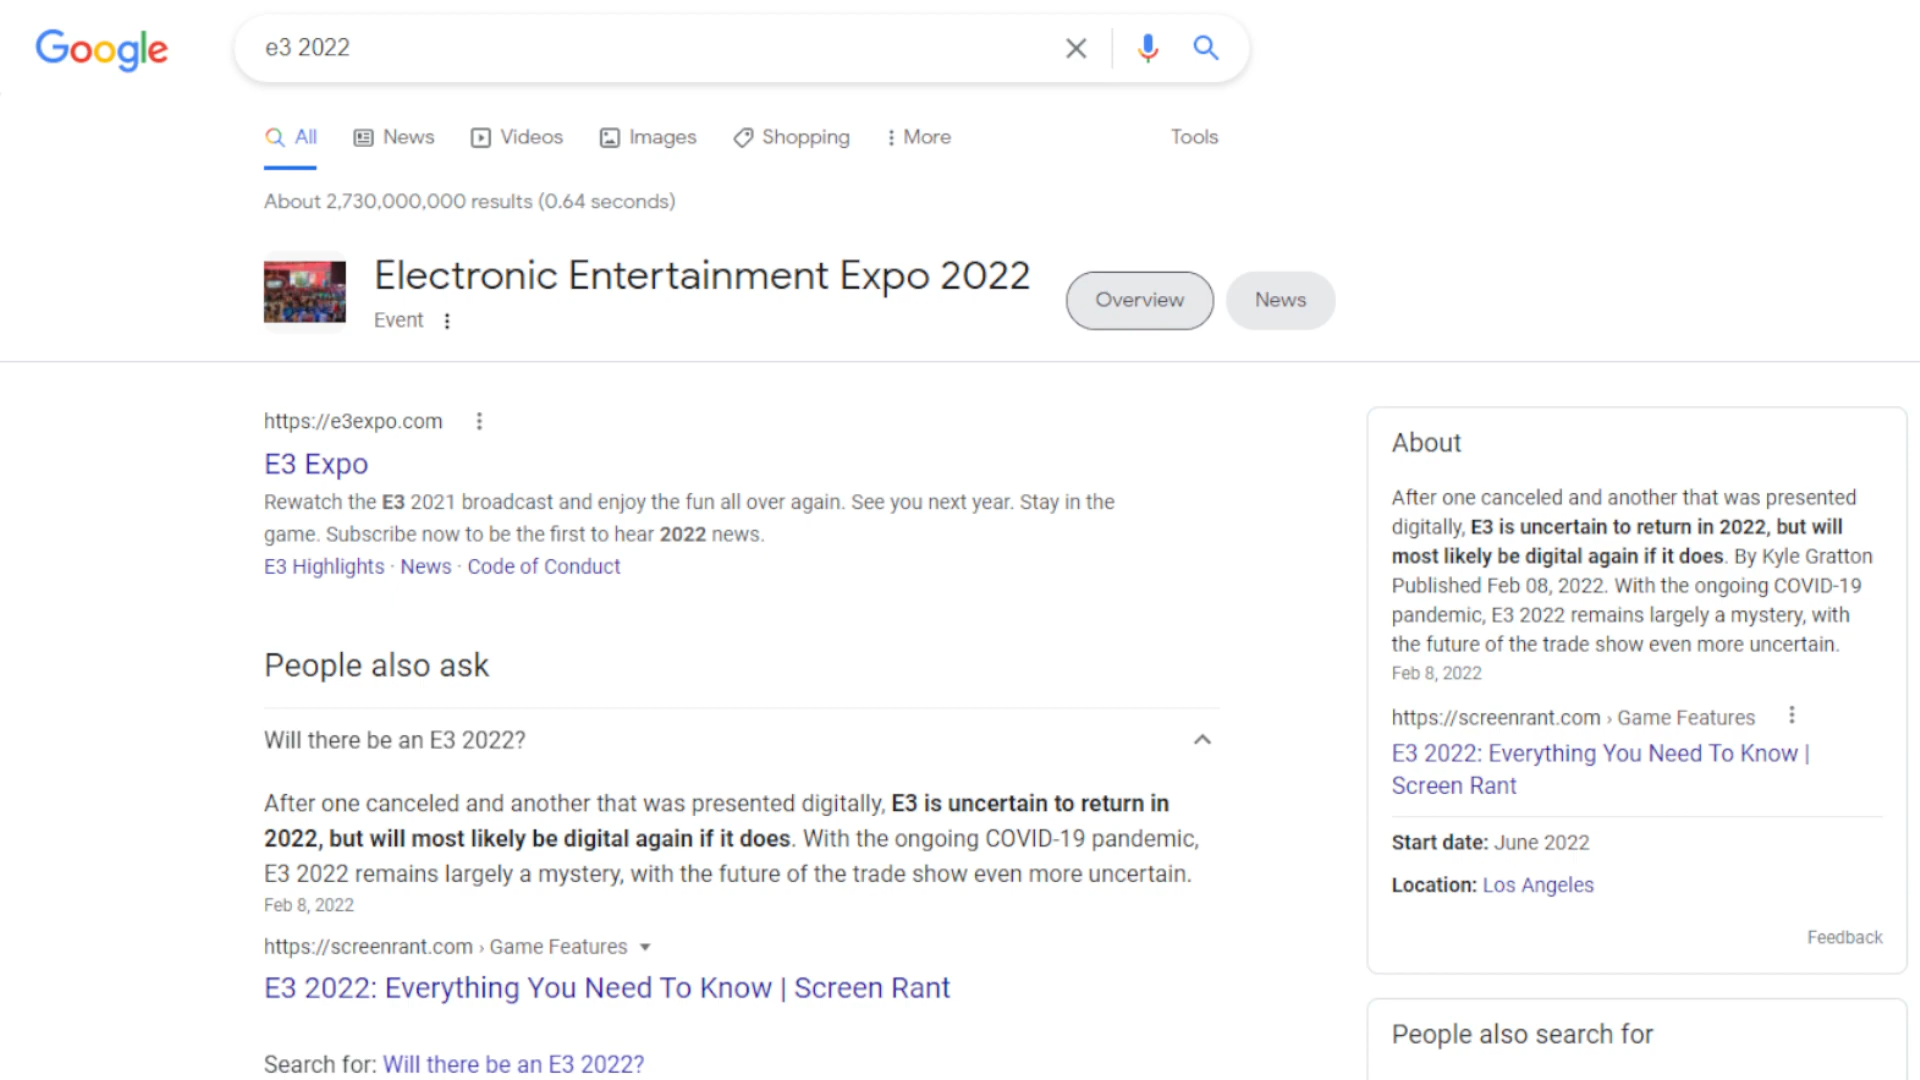 Google
e3 2022
All
News
Videos
Images
Shopping
More
Tools
About 2,730,000,000 results (0.64 seconds)
Electronic Entertainment Expo 2022
Event
Overview
News
https://e3expo.com
E3 Expo
Rewatch the E3 2021 broadcast and enjoy the fun all over again. See you next year. Stay in the
game. Subscribe now to be the first to hear 2022 news.
E3 Highlights · News · Code of Conduct
People also ask
Will there be an E3 2022?
After one canceled and another that was presented digitally, E3 is uncertain to return in
2022, but will most likely be digital again if it does. With the ongoing COVID-19 pandemic,
E3 2022 remains largely a mystery, with the future of the trade show even more uncertain.
Feb 8, 2022
https://screenrant.com › Game Features
E3 2022: Everything You Need To Know | Screen Rant
Search for: Will there be an E3 2022?
About
After one canceled and another that was presented
digitally, E3 is uncertain to return in 2022, but will
most likely be digital again if it does. By Kyle Gratton
Published Feb 08, 2022. With the ongoing COVID-19
pandemic, E3 2022 remains largely a mystery, with
the future of the trade show even more uncertain.
Feb 8, 2022
https://screenrant.com › Game Features
E3 2022: Everything You Need To Know |
Screen Rant
Start date: June 2022
Location: Los Angeles
Feedback
People also search for